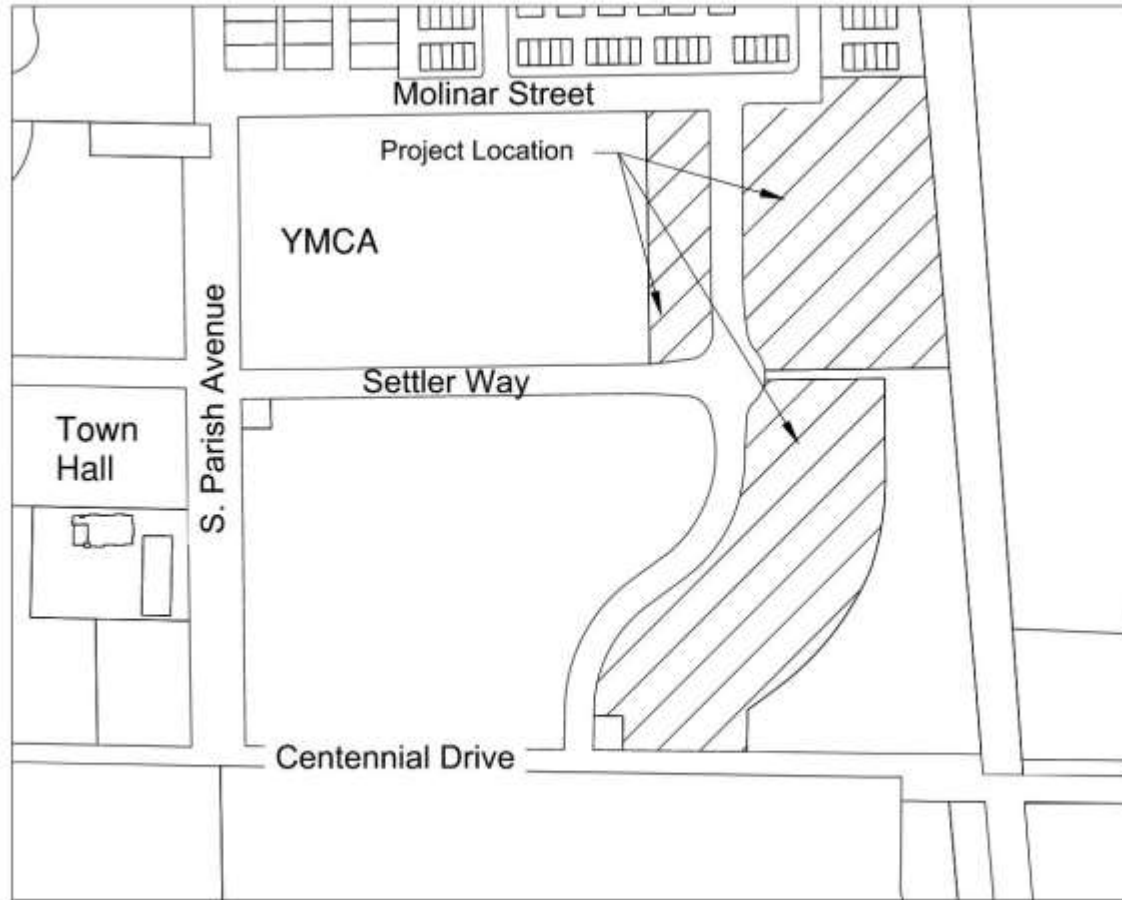 Molinar Street
Project Location
YMCA
S. Parish Avenue
Settler Way
Town
Hall
Centennial Drive